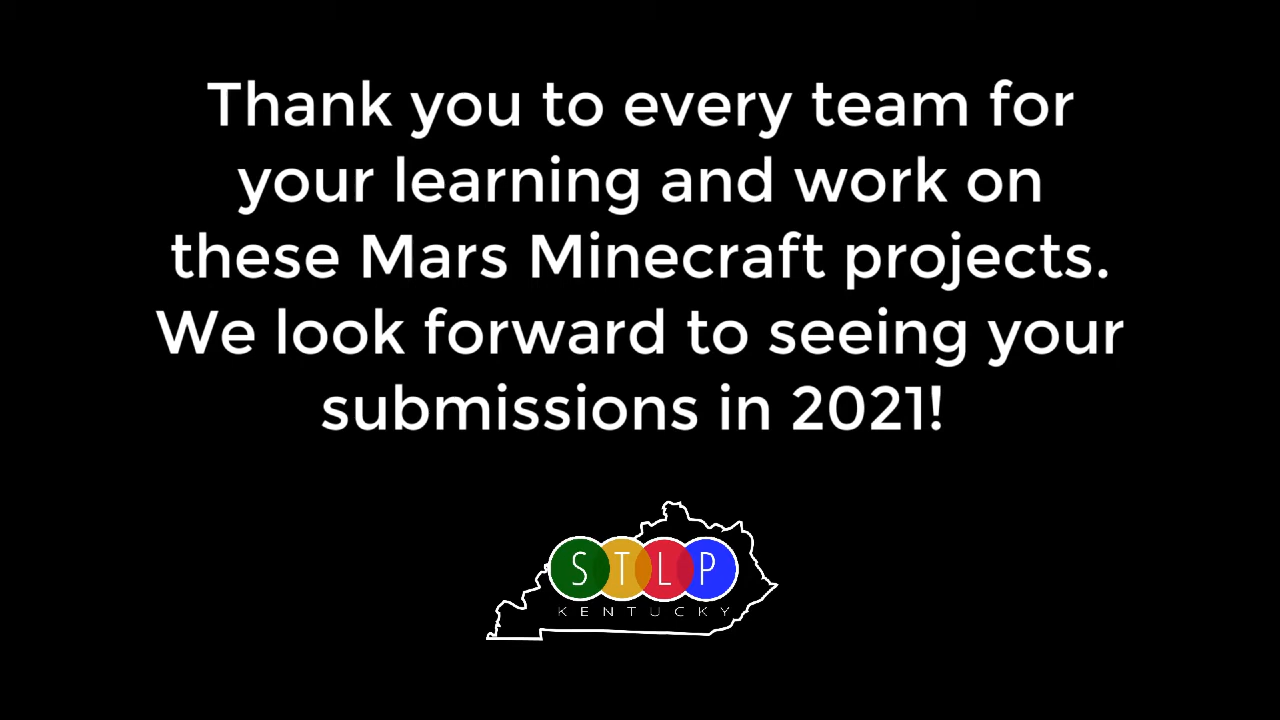 Thank you to every team for
your learning and work on
these Mars Minecraft projects.
We look forward to seeing your
submissions in 2021!
STLP
KENTUCKY